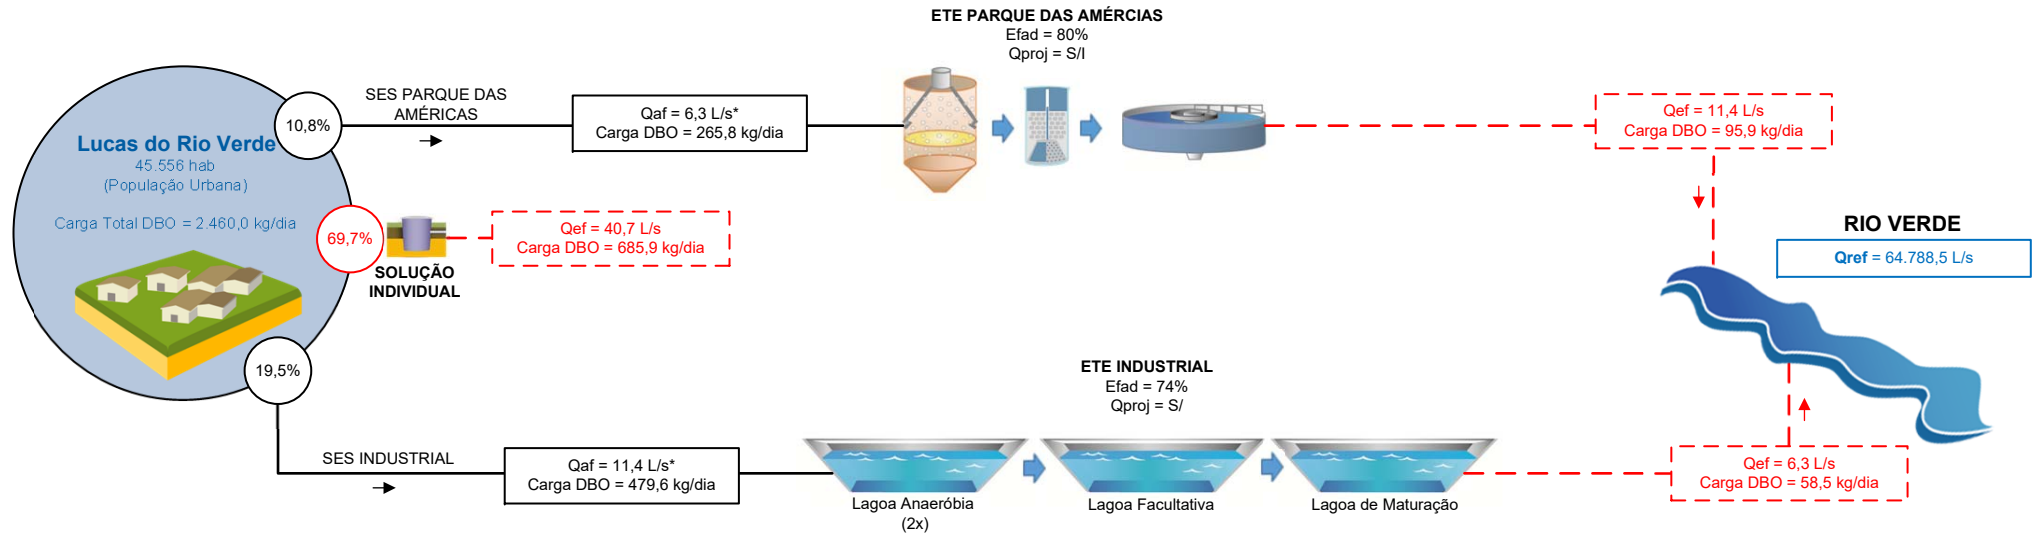 ETE PARQUE DAS AMÉRCIAS
Efad = 80%
Qproj = S/I
SES PARQUE DAS
AMÉRICAS
10,8%
Qaf = 6,3 L/s*
Carga DBO = 265,8 kg/dia
Qef = 11,4 L/s
Carga DBO = 95,9 kg/dia
Lucas do Rio Verde
45.556 hab
(População Urbana)
Carga Total DBO = 2.460,0 kg/dia
69,7%
SOLUÇÃO
INDIVIDUAL
Qef = 40,7 L/s
Carga DBO = 685,9 kg/dia
RIO VERDE
Qref = 64.788,5 L/s
19,5%
ETE INDUSTRIAL
Efad = 74%
Qproj = S/
SES INDUSTRIAL
Qaf = 11,4 L/s*
Carga DBO = 479,6 kg/dia
Lagoa Anaeróbia
(2x)
Lagoa Facultativa
Lagoa de Maturação
Qef = 6,3 L/s
Carga DBO = 58,5 kg/dia